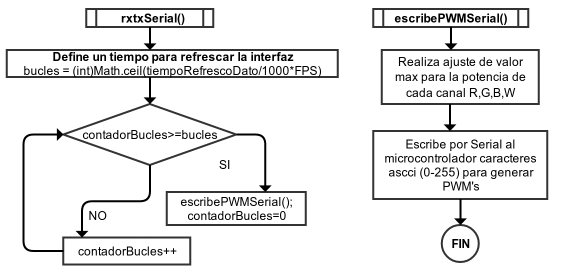 rxtxSerial()
Define un tiempo para refrescar la interfaz
bucles = (int)Math.ceil(tiempoRefrescoDato/1000*FPS)
contadorBucles>=bucles
SI
escribePWMSerial();
contadorBucles=0
NO
contadorBucles++
escribePWMSerial()
Realiza ajuste de valor
max para la potencia de
cada canal R,G,B,W
Escribe por Serial al
microcontrolador caracteres
ascci (0-255) para generar
PWM's
FIN